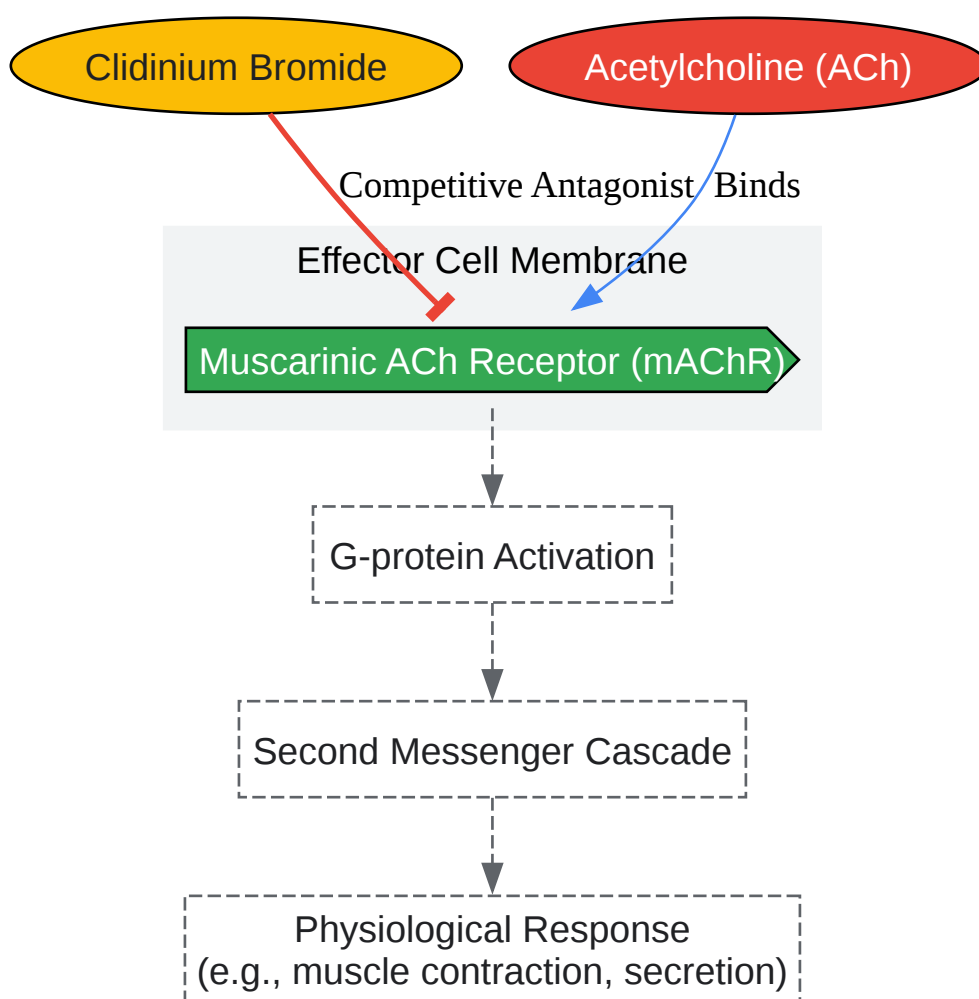 Clidinium Bromide
Acetylcholine (ACh)
Competitive Antagonist
Binds
Effector Cell Membrane
Muscarinic ACh Receptor (mAChR)
G-protein Activation
Second Messenger Cascade
Physiological Response
(e.g., muscle contraction, secretion)